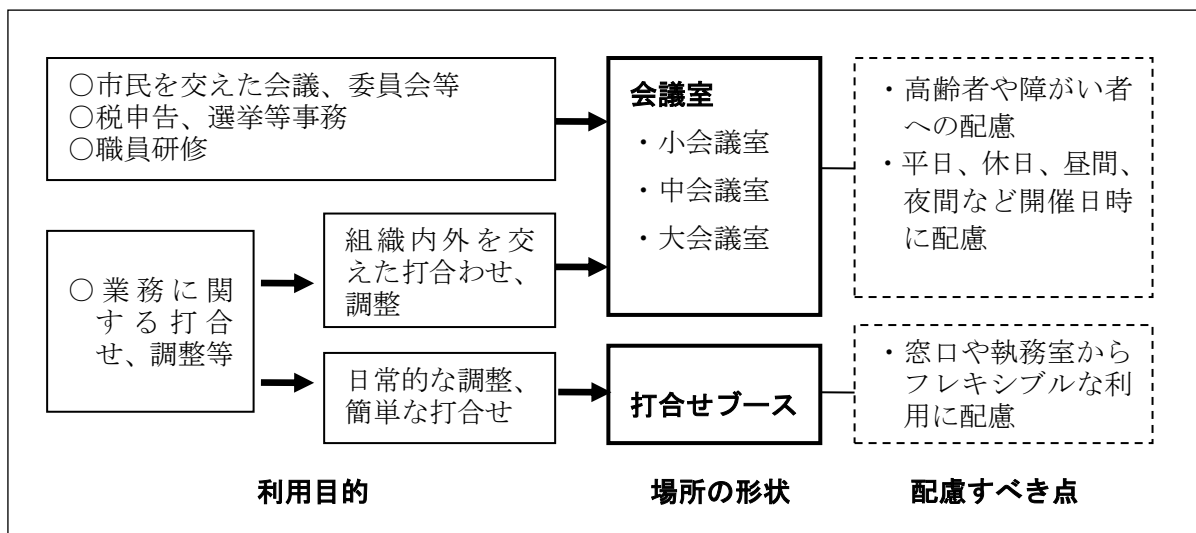 ○市民を交えた会議、委員会等
○税申告、選挙等事務
○職員研修
○業務に関
する打合
せ、調整等
組織内外を交
えた打合わせ、
調整
日常的な調整、
簡単な打合せ
会議室
・小会議室
・中会議室
・大会議室
打合せブース
・高齢者や障がい者
への配慮
・平日、休日、昼間、
夜間など開催日時
に配慮
・窓口や執務室から
フレキシブルな利
用に配慮
利用目的
場所の形状
配慮すべき点